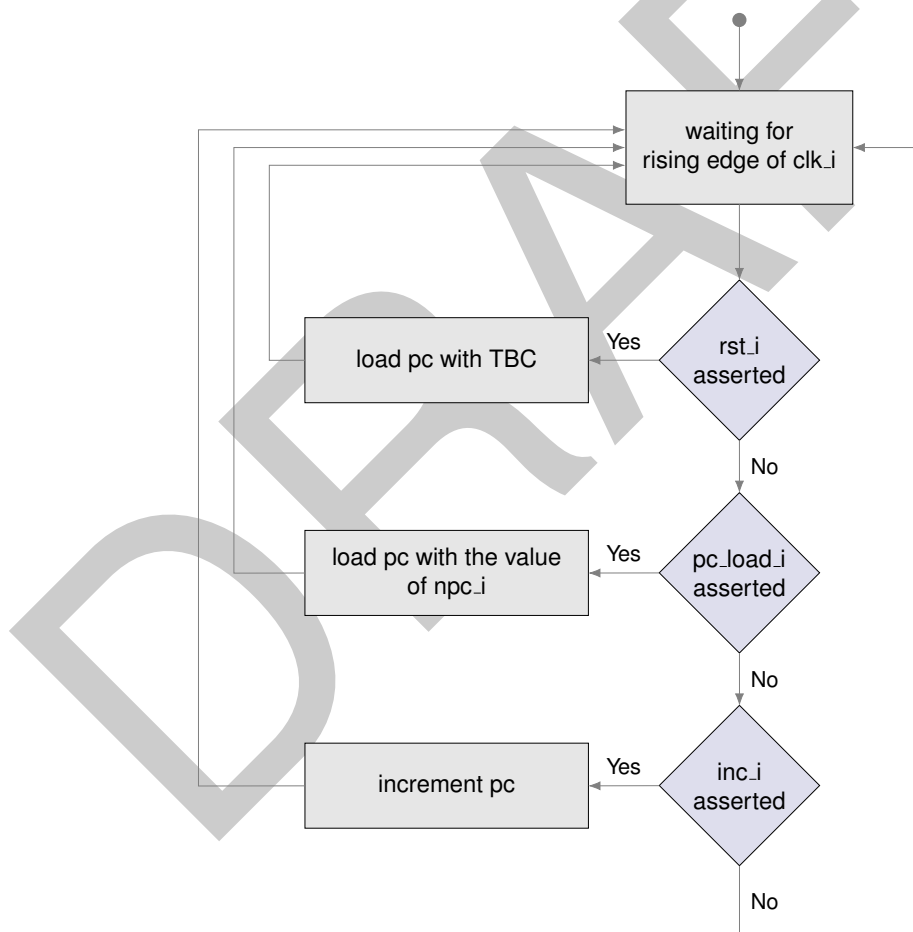 waiting for
rising edge of clk_i
rst_i
asserted
Yes
load pc with TBC
No
pc_load_i
asserted
Yes
load pc with the value
of npc_i
No
inc_i
asserted
Yes
increment pc
No
DRAF